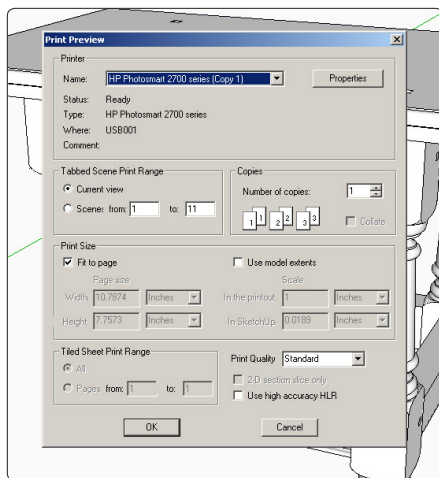 Print Preview
Printer
Name: HP Photosmart 2700 series (Copy 1) Properties
Status: Ready
Type: HP Photosmart 2700 series
Where: USB001
Comment:
Tabbed Scene Print Range
Current view
Scene: from: 1 to: 11
Copies
Number of copies: 1
1 1 2 2 3 3 Collate
Print Size
Fit to page Use model extents
Page size Scale
Width 10.7874 Inches In the printout 1 Inches
Height 7.7573 Inches In SketchUp 0.0189 Inches
Tiled Sheet Print Range
All
Pages from: 1 to: 1
Print Quality Standard
2-D section slice only
Use high accuracy HLR
OK Cancel